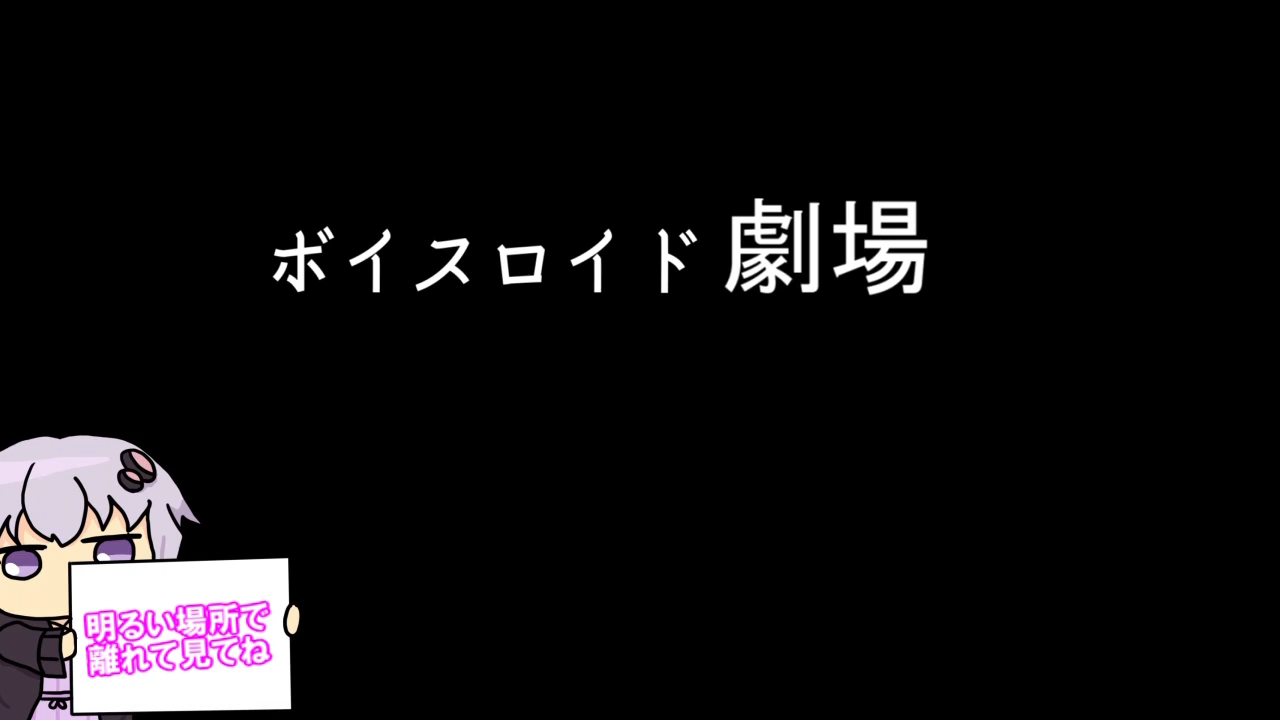 ボイスロイド劇場
明るい場所で
離れて見てね